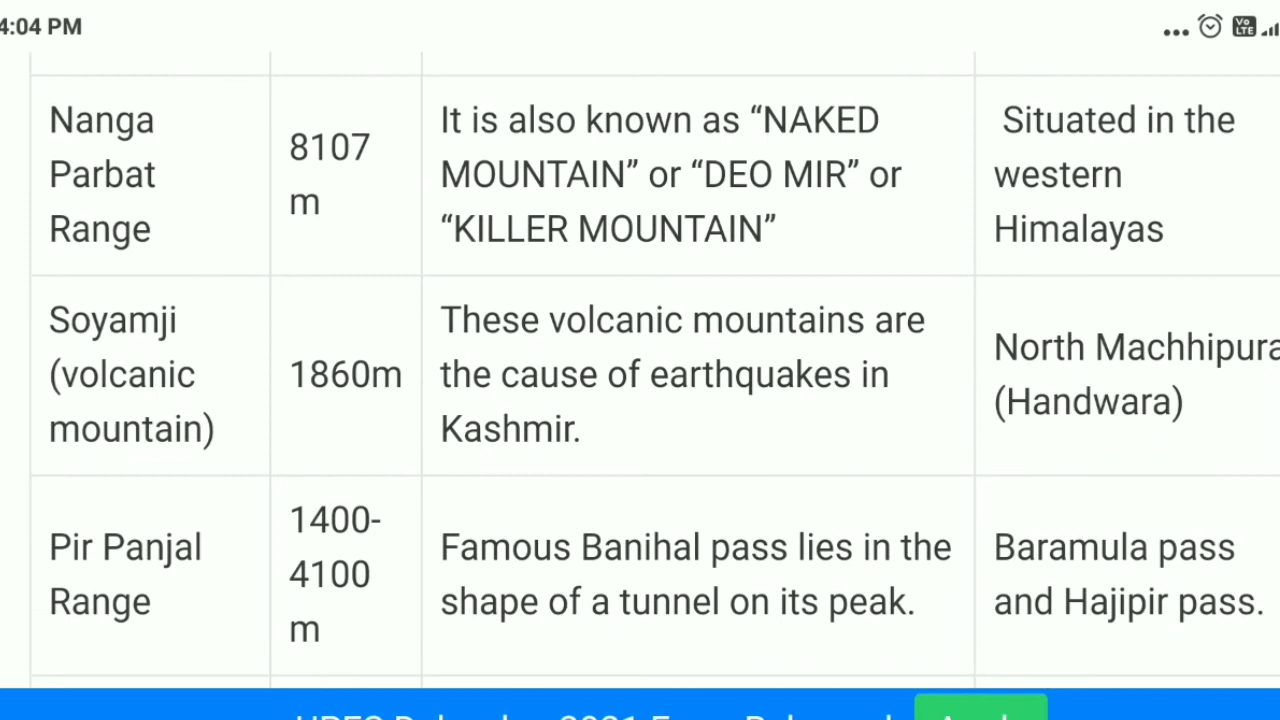 4:04 PM
Nanga
Parbat
Range
8107
m
It is also known as “NAKED
MOUNTAIN” or “DEO MIR” or
“KILLER MOUNTAIN”
Situated in the
western
Himalayas
Soyamji
(volcanic
mountain)
1860m
These volcanic mountains are
the cause of earthquakes in
Kashmir.
North Machhipura
(Handwara)
Pir Panjal
Range
1400-
4100
m
Famous Banihal pass lies in the
shape of a tunnel on its peak.
Baramula pass
and Hajipir pass.